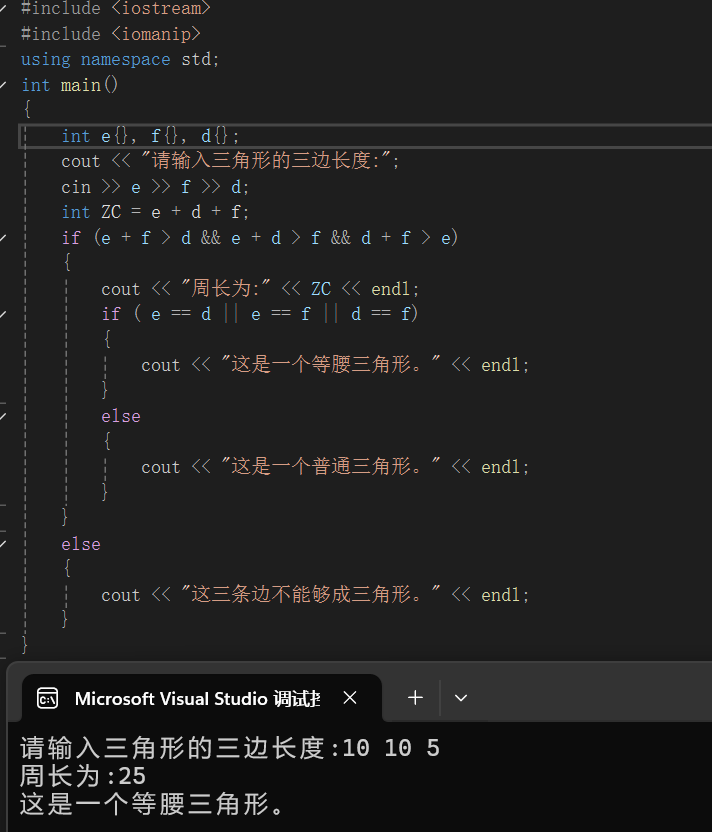 #include <iostream>
#include <iomanip>
using namespace std;
int main()
{
int e{}, f{}, d{};
cout << "请输入三角形的三边长度:";
cin >> e >> f >> d;
int ZC = e + d + f;
if (e + f > d && e + d > f && d + f > e)
{
cout << "周长为:" << ZC << endl;
if ( e == d || e == f || d == f)
{
cout << "这是一个等腰三角形。" << endl;
}
else
{
cout << "这是一个普通三角形。" << endl;
}
}
else
{
cout << "这三条边不能够成三角形。" << endl;
}
}
Microsoft Visual Studio 调试
请输入三角形的三边长度:10 10 5
周长为:25
这是一个等腰三角形。